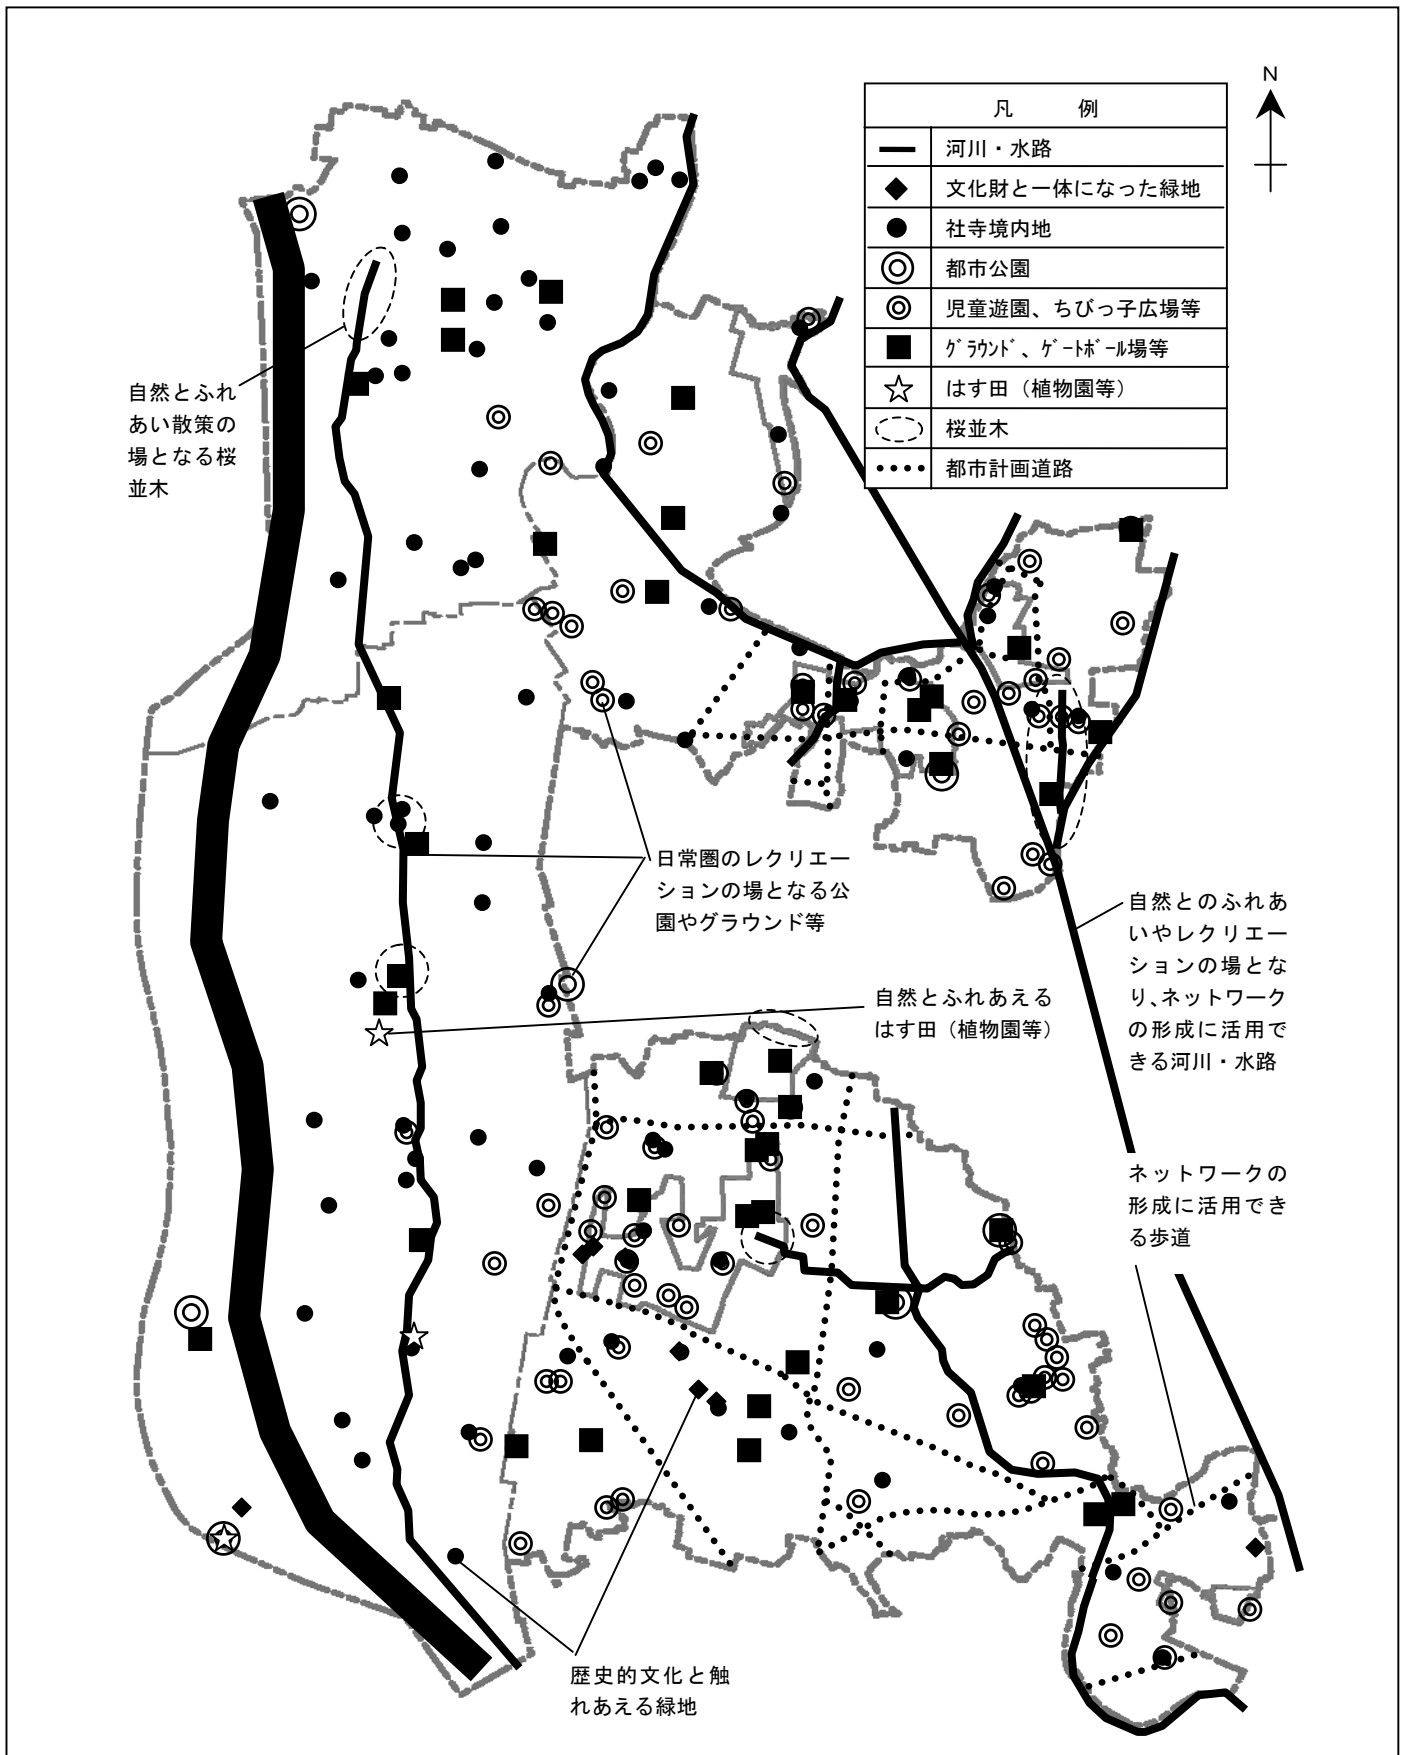 N
凡　例
河川・水路
文化財と一体になった緑地
社寺境内地
都市公園
児童遊園、ちびっ子広場等
ｸﾞﾗｳﾝﾄﾞ、ｹﾞｰﾄﾎﾞｰﾙ場等
はす田（植物園等）
桜並木
都市計画道路
自然とふれ
あい散策の
場となる桜
並木
日常圏のレクリエー
ションの場となる公
園やグラウンド等
自然とのふれあ
いやレクリエー
ションの場とな
り、ネットワーク
の形成に活用で
きる河川・水路
自然とふれあえる
はす田（植物園等）
ネットワークの
形成に活用でき
る歩道
歴史的文化と触
れあえる緑地